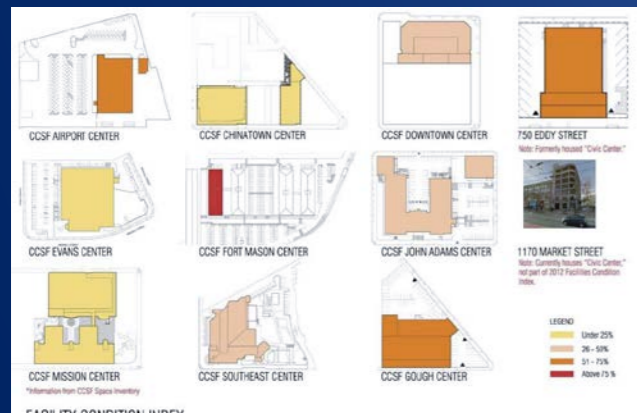 CCSF AIRPORT CENTER
CCSF CHINATOWN CENTER
CCSF DOWNTOWN CENTER
750 EDDY STREET
Note: Formerly housed "Civic Center."
CCSF EVANS CENTER
CCSF FORT MASON CENTER
CCSF JOHN ADAMS CENTER
1170 MARKET STREET
Note: Currently houses "Civic Center,"
not part of 2012 Facilities Condition
Index.
CCSF MISSION CENTER
*Information from CCSF Space Inventory
CCSF SOUTHEAST CENTER
CCSF GOUGH CENTER
LEGEND
Under 25%
26 - 50%
51 - 75%
Above 75 %
FACILITY CONDITION INDEX